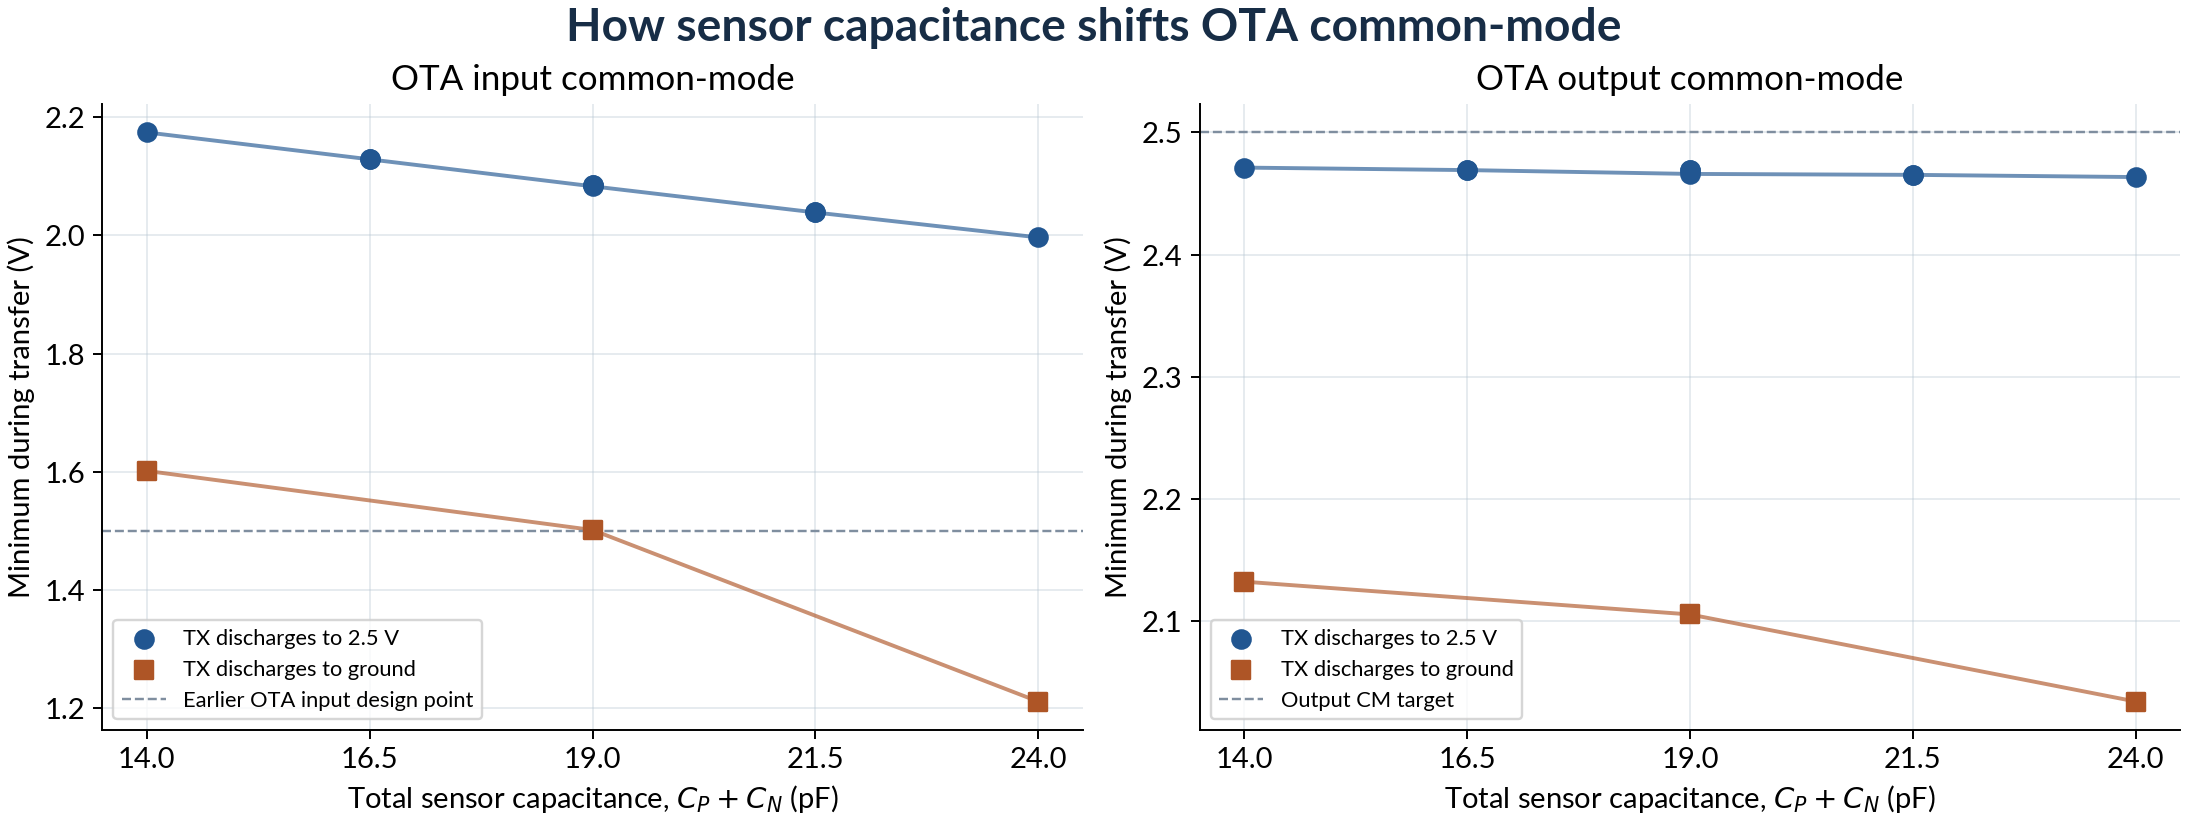 How sensor capacitance shifts OTA common-mode
OTA input common-mode
Minimum during transfer (V)
2.2
2.0
1.8
1.6
1.4
1.2
TX discharges to 2.5 V
TX discharges to ground
Earlier OTA input design point
14.0 16.5 19.0 21.5 24.0
Total sensor capacitance, C_P + C_N (pF)
OTA output common-mode
Minimum during transfer (V)
2.5
2.4
2.3
2.2
2.1
TX discharges to 2.5 V
TX discharges to ground
Output CM target
14.0 16.5 19.0 21.5 24.0
Total sensor capacitance, C_P + C_N (pF)